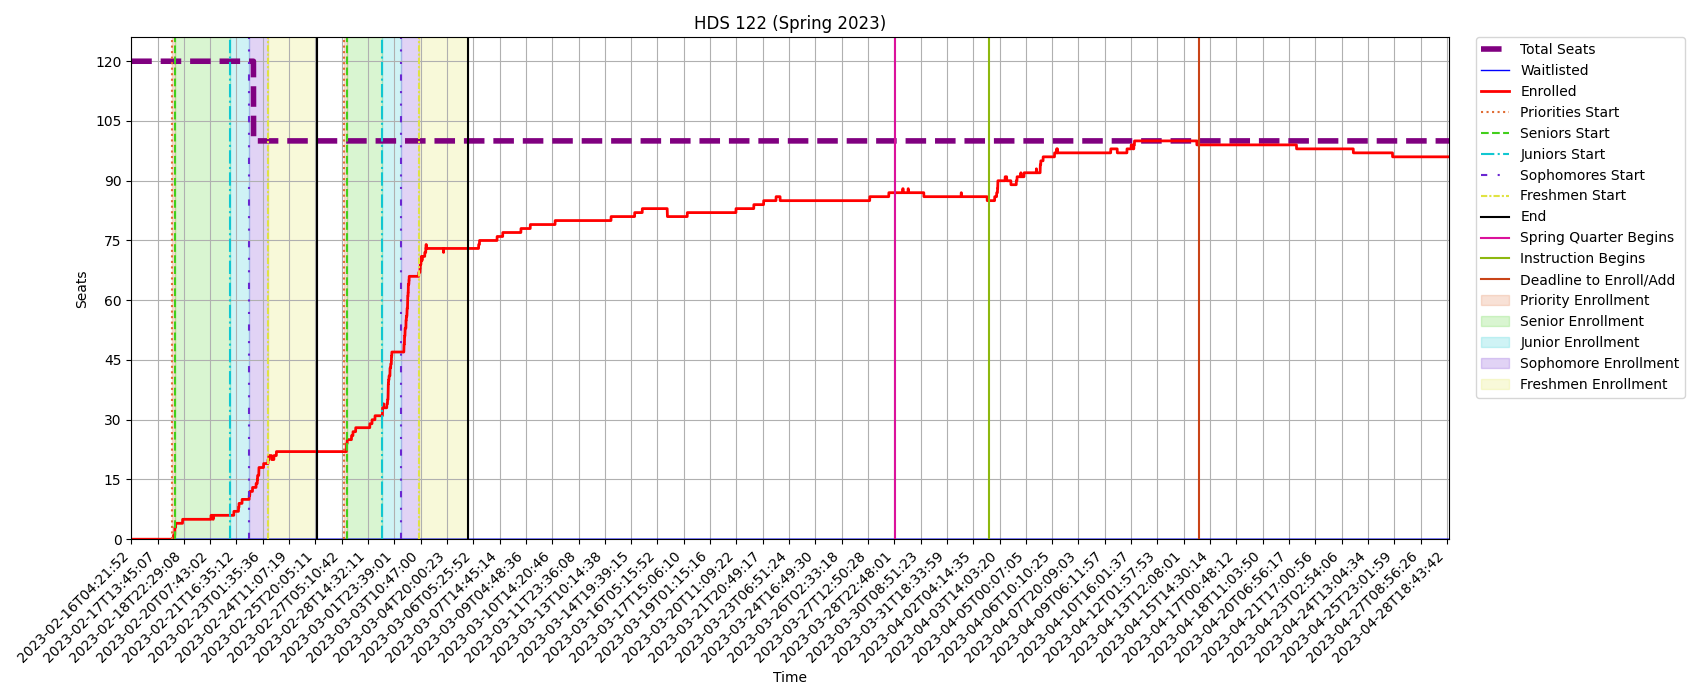 HDS 122 (Spring 2023)
Seats
120
105
90
75
60
45
30
15
0
2023-02-16T04:21:52
2023-02-17T13:45:07
2023-02-18T22:29:08
2023-02-20T07:43:02
2023-02-21T16:35:12
2023-02-23T01:35:36
2023-02-24T11:07:19
2023-02-25T20:05:11
2023-02-27T05:10:42
2023-02-28T14:32:11
2023-03-01T23:39:01
2023-03-03T10:47:00
2023-03-04T20:00:23
2023-03-06T05:25:52
2023-03-07T14:45:14
2023-03-09T04:48:36
2023-03-10T14:20:46
2023-03-11T23:36:08
2023-03-13T10:14:38
2023-03-14T19:39:15
2023-03-16T05:15:52
2023-03-17T15:06:10
2023-03-19T01:15:16
2023-03-20T11:09:22
2023-03-21T20:49:17
2023-03-23T06:51:24
2023-03-24T16:49:30
2023-03-26T02:33:18
2023-03-27T12:50:28
2023-03-28T22:48:01
2023-03-30T08:51:23
2023-03-31T18:33:59
2023-04-02T04:14:35
2023-04-03T14:03:20
2023-04-05T00:07:05
2023-04-06T10:10:25
2023-04-07T20:09:03
2023-04-09T06:11:57
2023-04-10T16:01:37
2023-04-12T01:57:53
2023-04-13T12:08:01
2023-04-15T14:30:14
2023-04-17T00:48:12
2023-04-18T11:03:50
2023-04-20T06:56:17
2023-04-21T17:00:56
2023-04-23T02:54:06
2023-04-24T13:04:34
2023-04-25T23:01:59
2023-04-27T08:56:26
2023-04-28T18:43:42
Time
Total Seats
Waitlisted
Enrolled
Priorities Start
Seniors Start
Juniors Start
Sophomores Start
Freshmen Start
End
Spring Quarter Begins
Instruction Begins
Deadline to Enroll/Add
Priority Enrollment
Senior Enrollment
Junior Enrollment
Sophomore Enrollment
Freshmen Enrollment